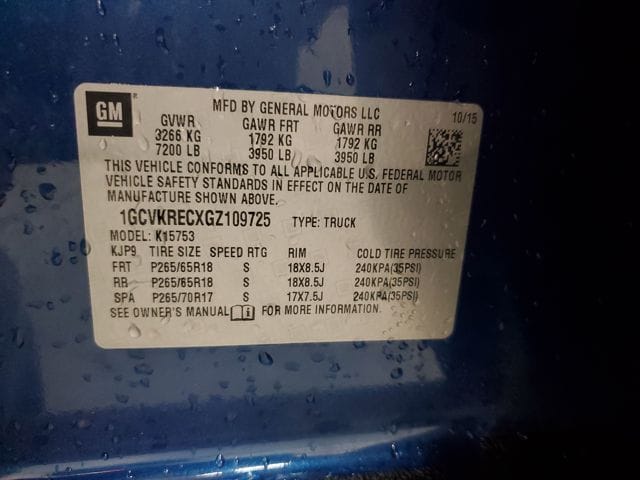 GM
MFD BY GENERAL MOTORS LLC
10/15
GVWR GAWR FRT GAWR RR
3266 KG 1792 KG 1792 KG
7200 LB 3950 LB 3950 LB
THIS VEHICLE CONFORMS TO ALL APPLICABLE U.S. FEDERAL MOTOR
VEHICLE SAFETY STANDARDS IN EFFECT ON THE DATE OF
MANUFACTURE SHOWN ABOVE.
1GCVKRECXGZ109725 TYPE: TRUCK
MODEL: K15753
KJP9 TIRE SIZE SPEED RTG RIM COLD TIRE PRESSURE
FRT P265/65R18 S 18X8.5J 240KPA(35PSI)
RR P265/65R18 S 18X8.5J 240KPA(35PSI)
SPA P265/70R17 S 17X7.5J 240KPA(35PSI)
SEE OWNER'S MANUAL FOR MORE INFORMATION.